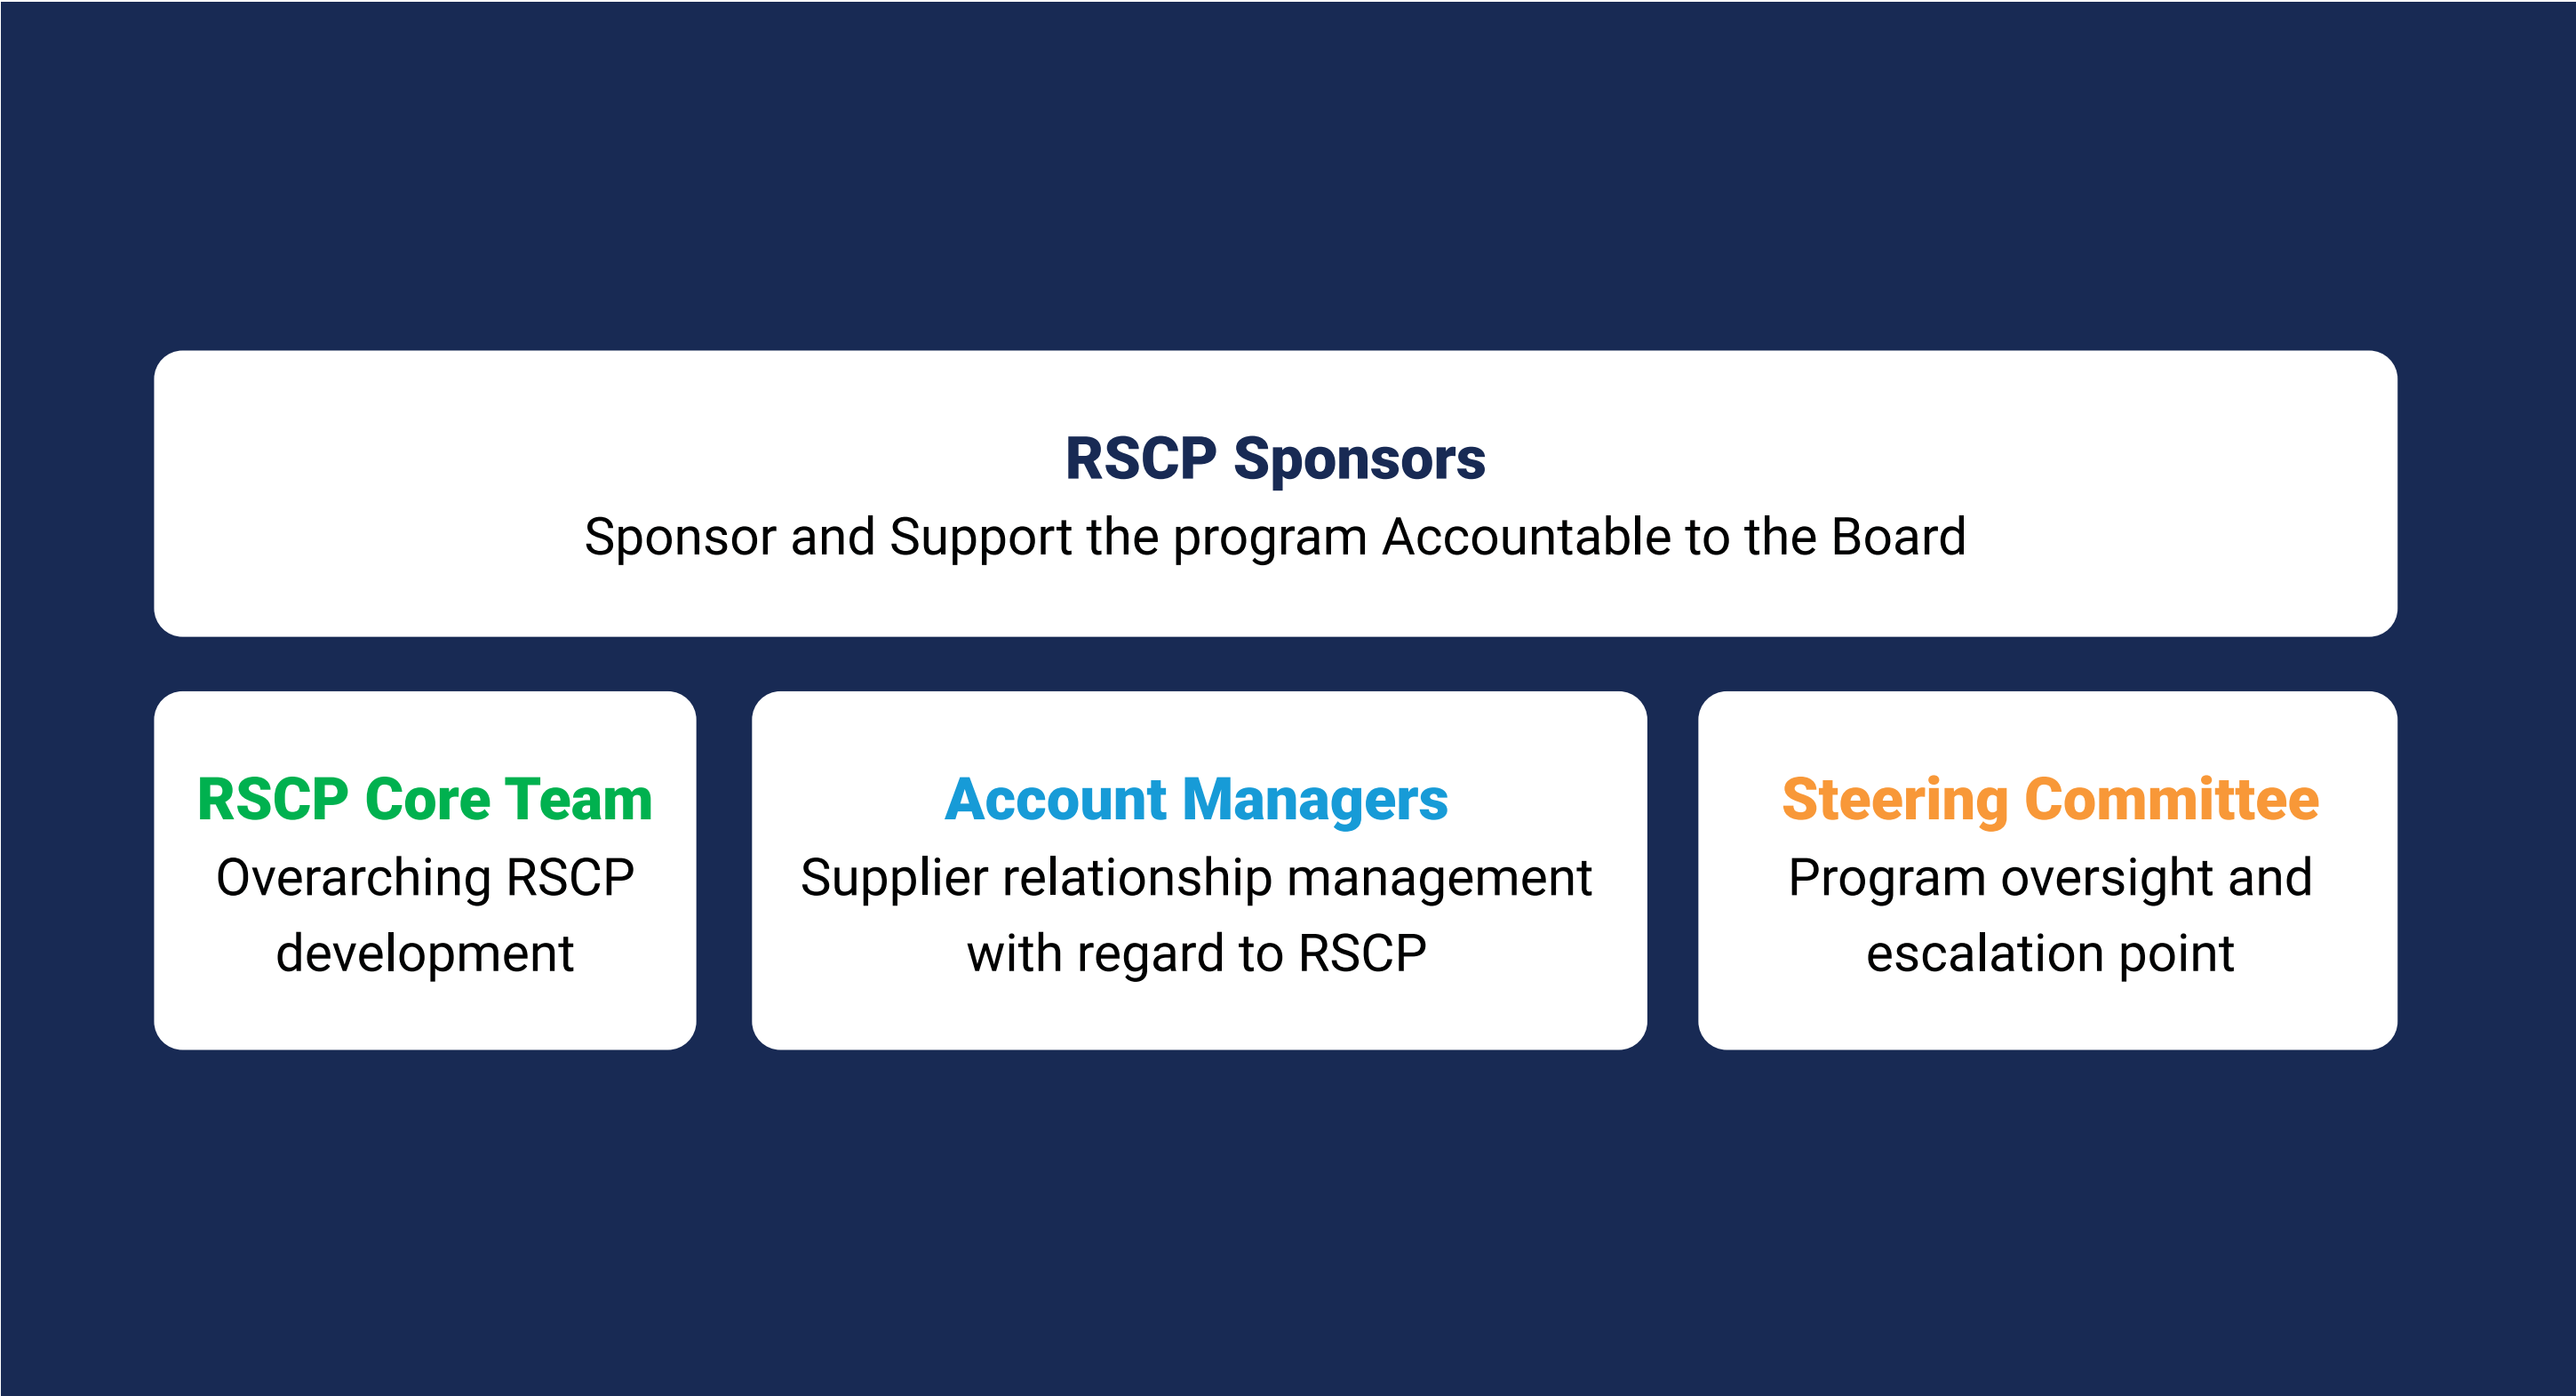 RSCP Sponsors
Sponsor and Support the program Accountable to the Board
RSCP Core Team
Overarching RSCP
development
Account Managers
Supplier relationship management
with regard to RSCP
Steering Committee
Program oversight and
escalation point